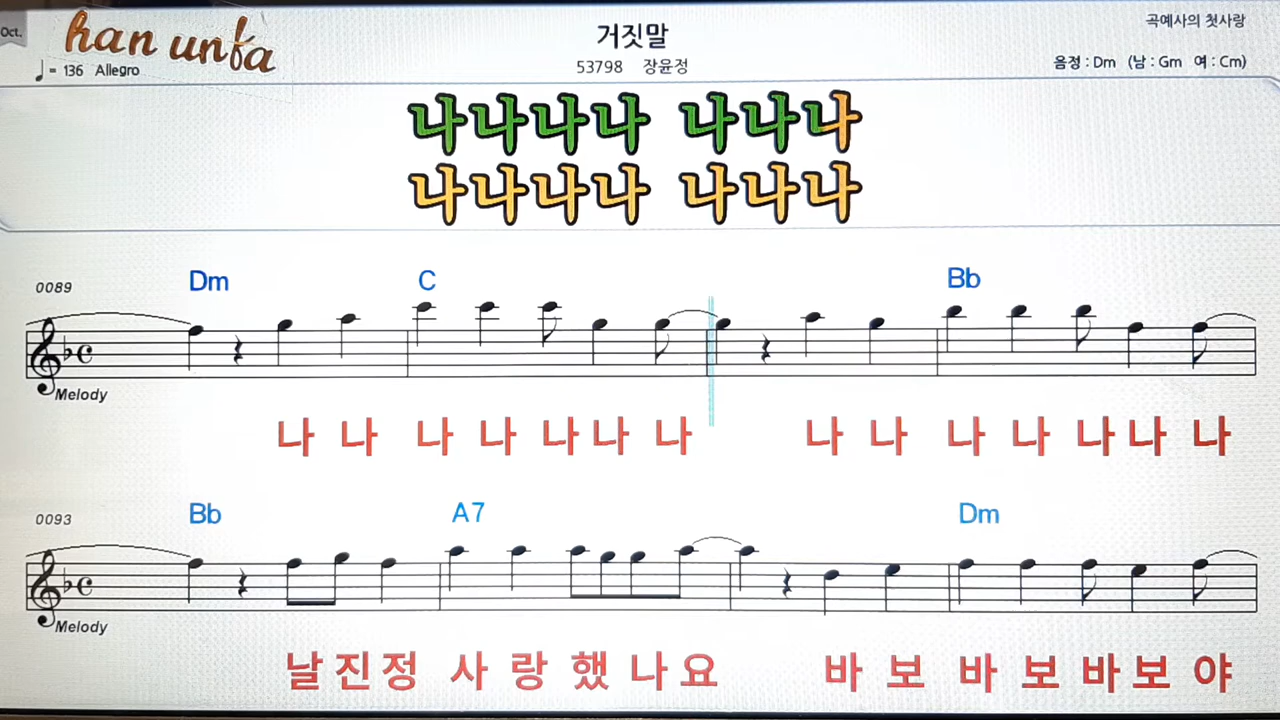 Oct.
han unfa
거짓말
곡예사의 첫사랑
♩= 136 Allegro
53798 장윤정
음정 : Dm (남 : Gm 여 : Cm)
나나나나 나나나
나나나나 나나나
0089 Dm C Bb
Melody
나 나 나 나 나 나 나 나 나 나 나 나 나 나
0093 Bb A7 Dm
Melody
날 진 정 사 랑 했 나 요 바 보 바 보 바 보 야